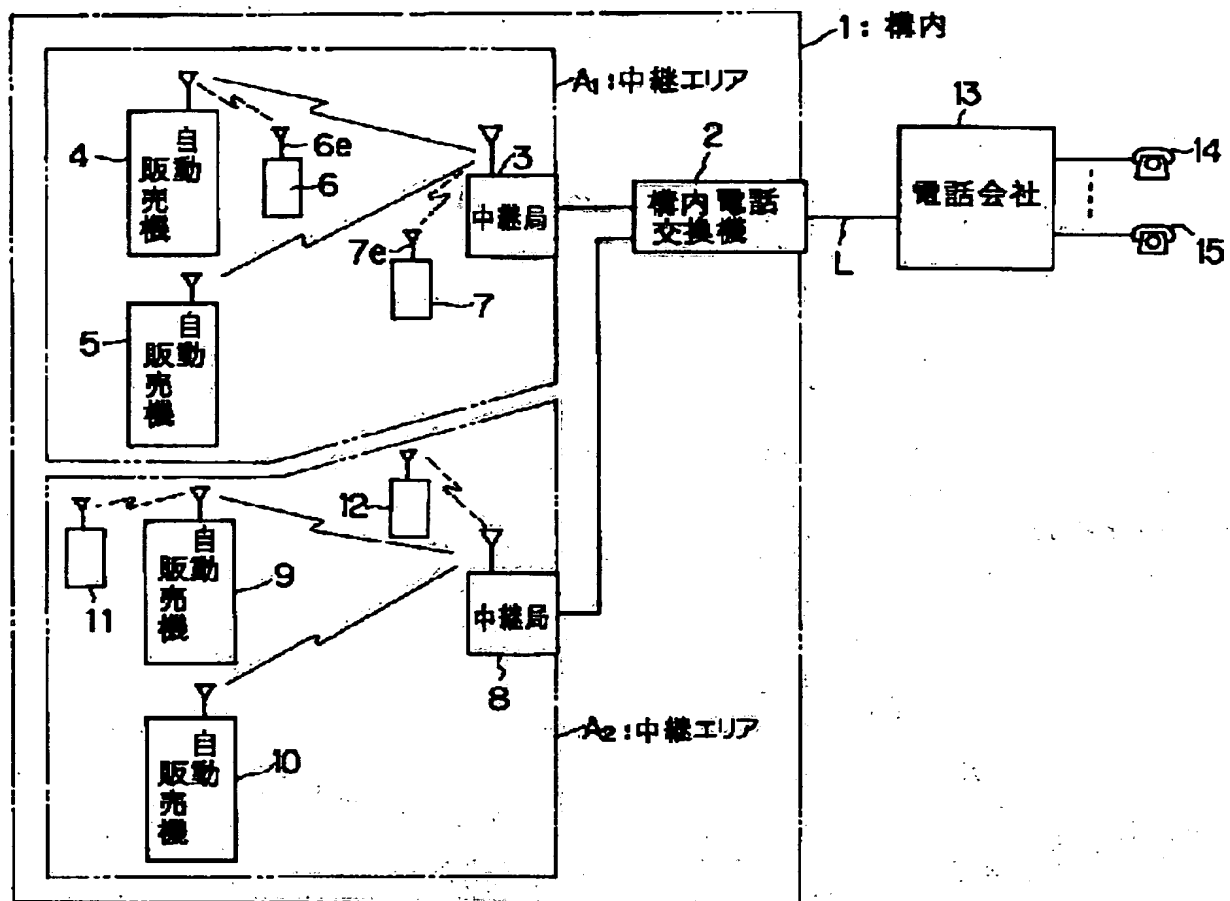 1：構内
A1：中継エリア
13
14
4
自動
販売機
6e
6
3
中継局
2
構内電話
交換機
電話会社
L
15
7e
7
5
自動
販売機
12
11
自動
販売機
9
中継局
8
A2：中継エリア
自動
販売機
10